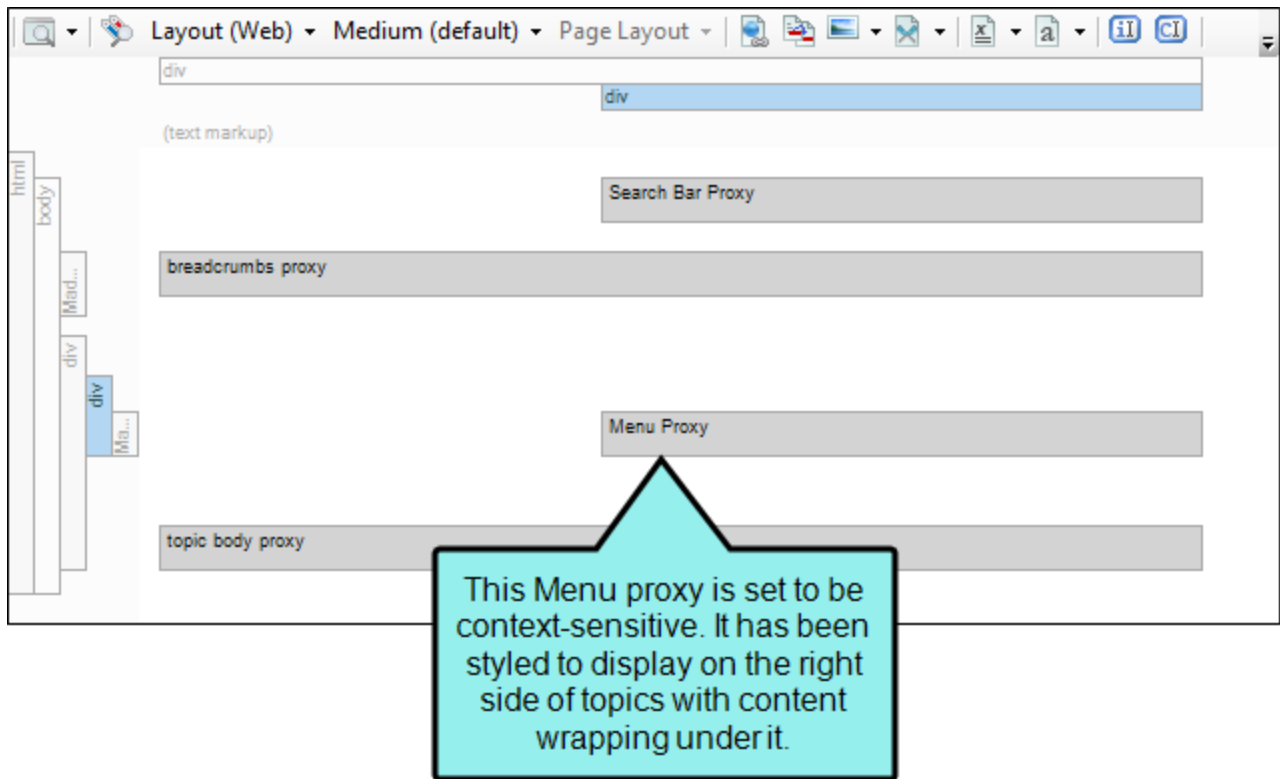 Layout (Web) Medium (default) Page Layout x a iI CI
div
div
(text markup)
html
body
Search Bar Proxy
breadcrumbs proxy
Mad...
div
div
Menu Proxy
Ma...
topic body proxy
This Menu proxy is set to be
context-sensitive. It has been
styled to display on the right
side of topics with content
wrapping under it.